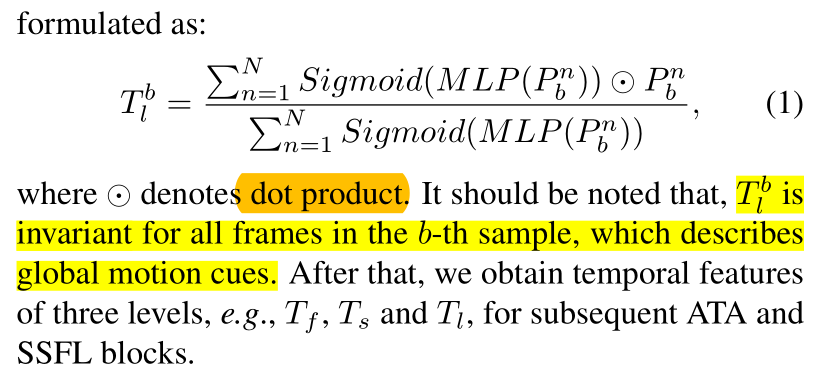 formulated as:
T_l^b = \frac{\sum_{n=1}^{N} Sigmoid(MLP(P_b^n)) \odot P_b^n}{\sum_{n=1}^{N} Sigmoid(MLP(P_b^n))}, (1)
where ⊙ denotes dot product. It should be noted that, T_l^b is
invariant for all frames in the b-th sample, which describes
global motion cues. After that, we obtain temporal features
of three levels, e.g., T_f, T_s and T_l, for subsequent ATA and
SSFL blocks.